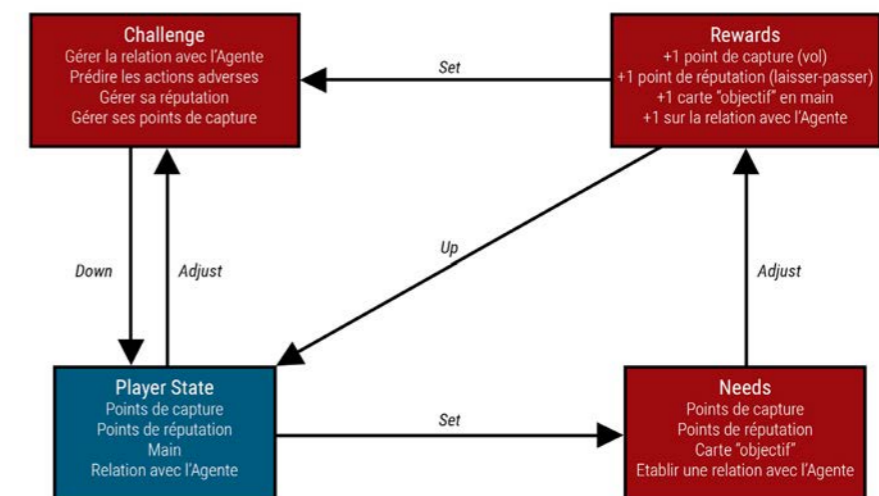 Challenge
Gérer la relation avec l'Agente
Prédire les actions adverses
Gérer sa réputation
Gérer ses points de capture
Set
Rewards
+1 point de capture (vol)
+1 point de réputation (laisser-passer)
+1 carte "objectif" en main
+1 sur la relation avec l'Agente
Down
Adjust
Up
Adjust
Player State
Points de capture
Points de réputation
Main
Relation avec l'Agente
Set
Needs
Points de capture
Points de réputation
Carte "objectif"
Etablir une relation avec l'Agente